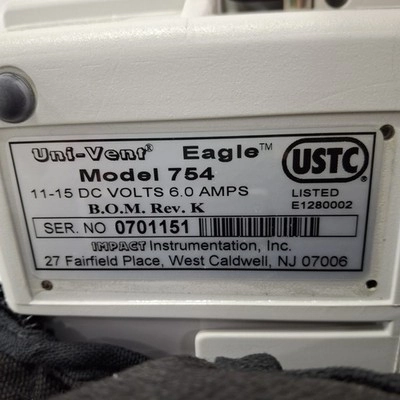 Uni-Vent® Eagle™
Model 754
11-15 DC VOLTS 6.0 AMPS
B.O.M. Rev. K
SER. NO 0701151
IMPACT Instrumentation, Inc.
27 Fairfield Place, West Caldwell, NJ 07006
USTC
LISTED
E1280002